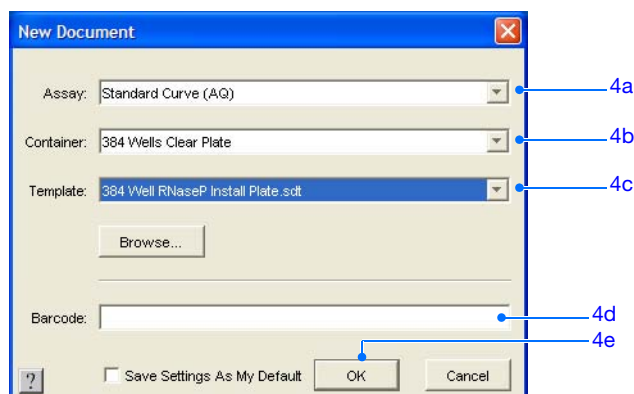 New Document
Assay: Standard Curve (AQ) 4a
Container: 384 Wells Clear Plate 4b
Template: 384 Well RNaseP Install Plate.sdt 4c
Browse...
Barcode: 4d
4e
? Save Settings As My Default OK Cancel